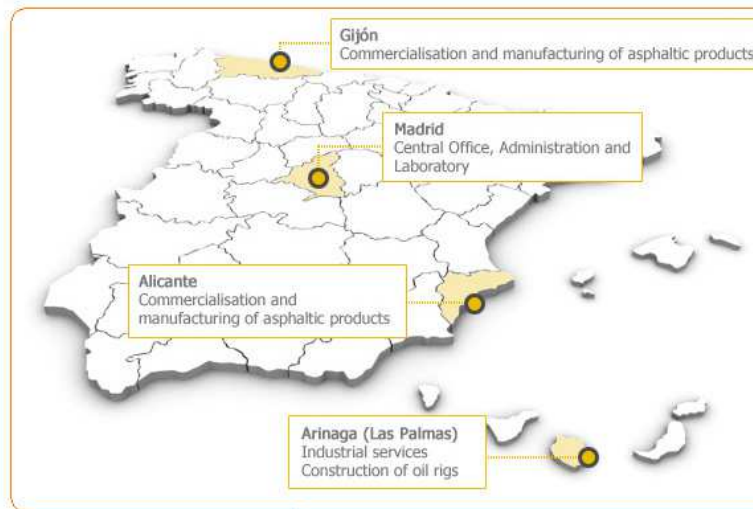 Gijón
Commercialisation and manufacturing of asphaltic products
Madrid
Central Office, Administration and
Laboratory
Alicante
Commercialisation and
manufacturing of asphaltic products
Arinaga (Las Palmas)
Industrial services
Construction of oil rigs